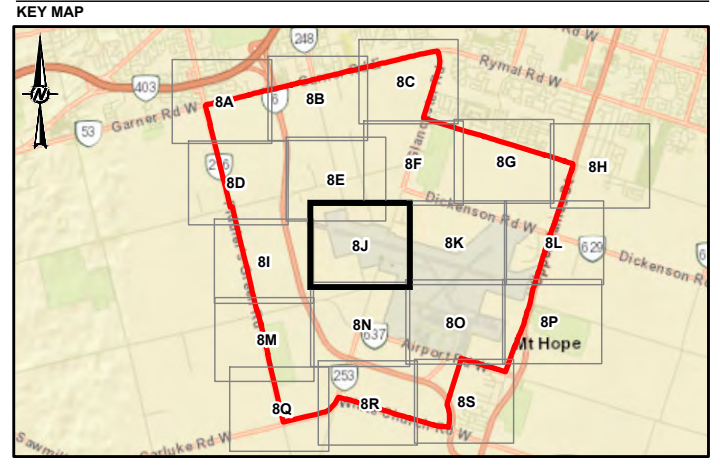 KEY MAP
248
8C
Rymal Rd W
403
8A
6
8B
Garner Rd W
53
N
8F
8G
8H
8E
8D
Dickenson Rd W
8J
8K
8L
629
Dickenson Rd
8I
8N
8O
8P
637
8M
Airport Rd W
Mt Hope
253
8Q
8R
8S
Carluke Rd W